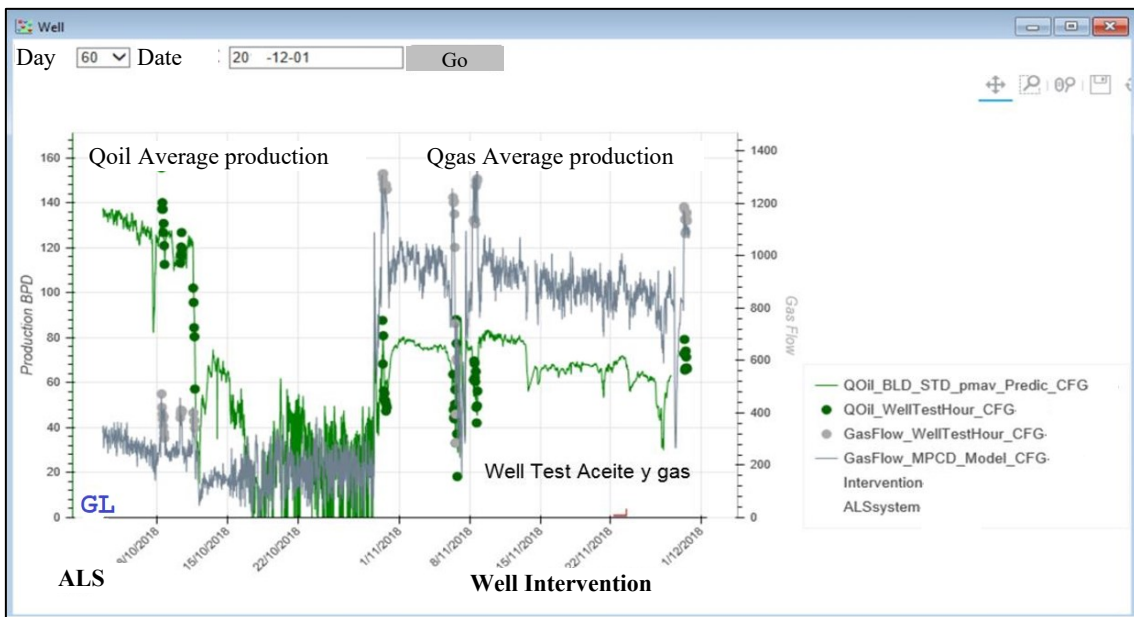 Well
Day 60 Date : 20 -12-01 Go
Qoil Average production
Qgas Average production
160
140
120
100
80
60
40
20
0
Production BPD
1400
1200
1000
800
600
400
200
0
Gas Flow
Well Test Aceite y gas
GL
/10/2018
15/10/2018
22/10/2018
1/11/2018
8/11/2018
15/11/2018
22/11/2018
1/12/2018
ALS
Well Intervention
QOil_BLD_STD_pmav_Predic_CFG
QOil_WellTestHour_CFG-
GasFlow_WellTestHour_CFG-
GasFlow_MPCD_Model_CFG-
Intervention
ALSsystem